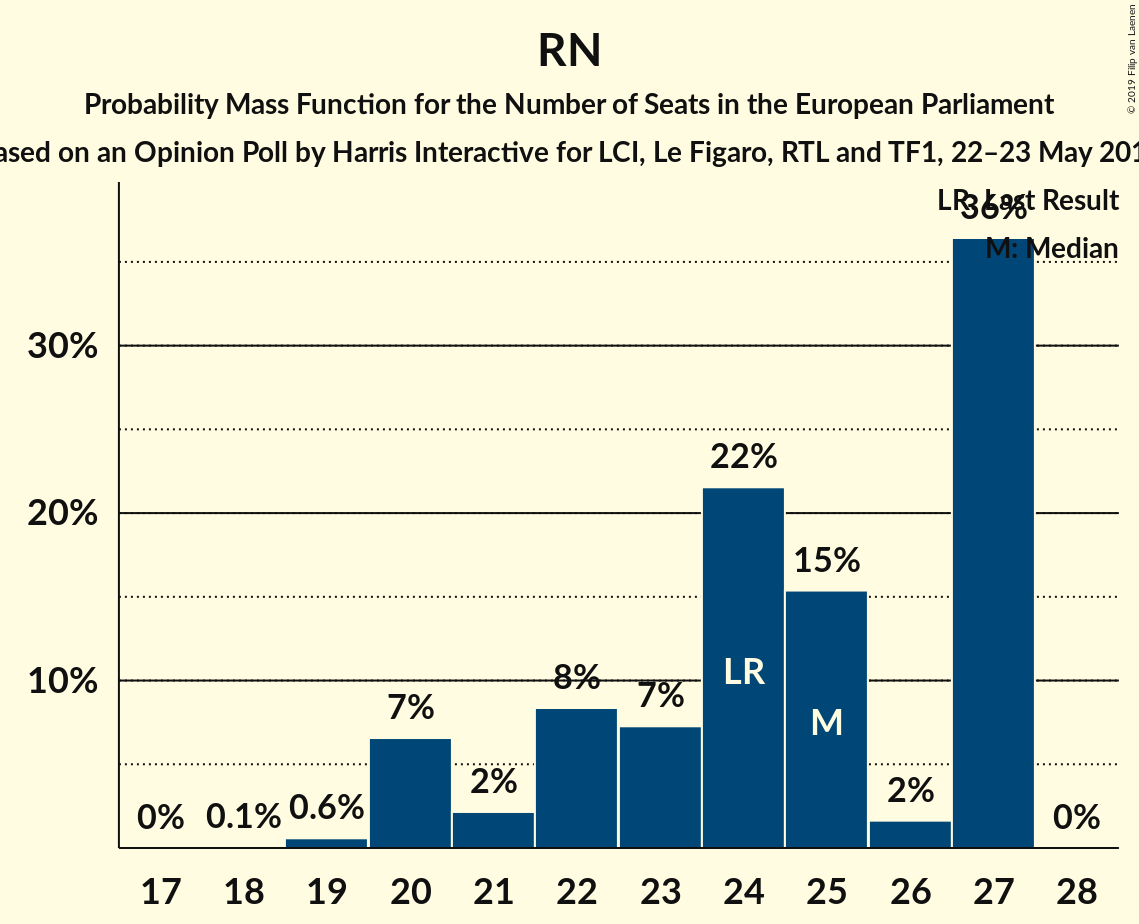 RN
Probability Mass Function for the Number of Seats in the European Parliament
ased on an Opinion Poll by Harris Interactive for LCI, Le Figaro, RTL and TF1, 22–23 May 201
© 2019 Filip van Laenen
LR: Last Result
M: Median
36%
30%
20%
10%
0%
0.1%
0.6%
7%
2%
8%
7%
22%
15%
2%
0%
LR
M
17 18 19 20 21 22 23 24 25 26 27 28